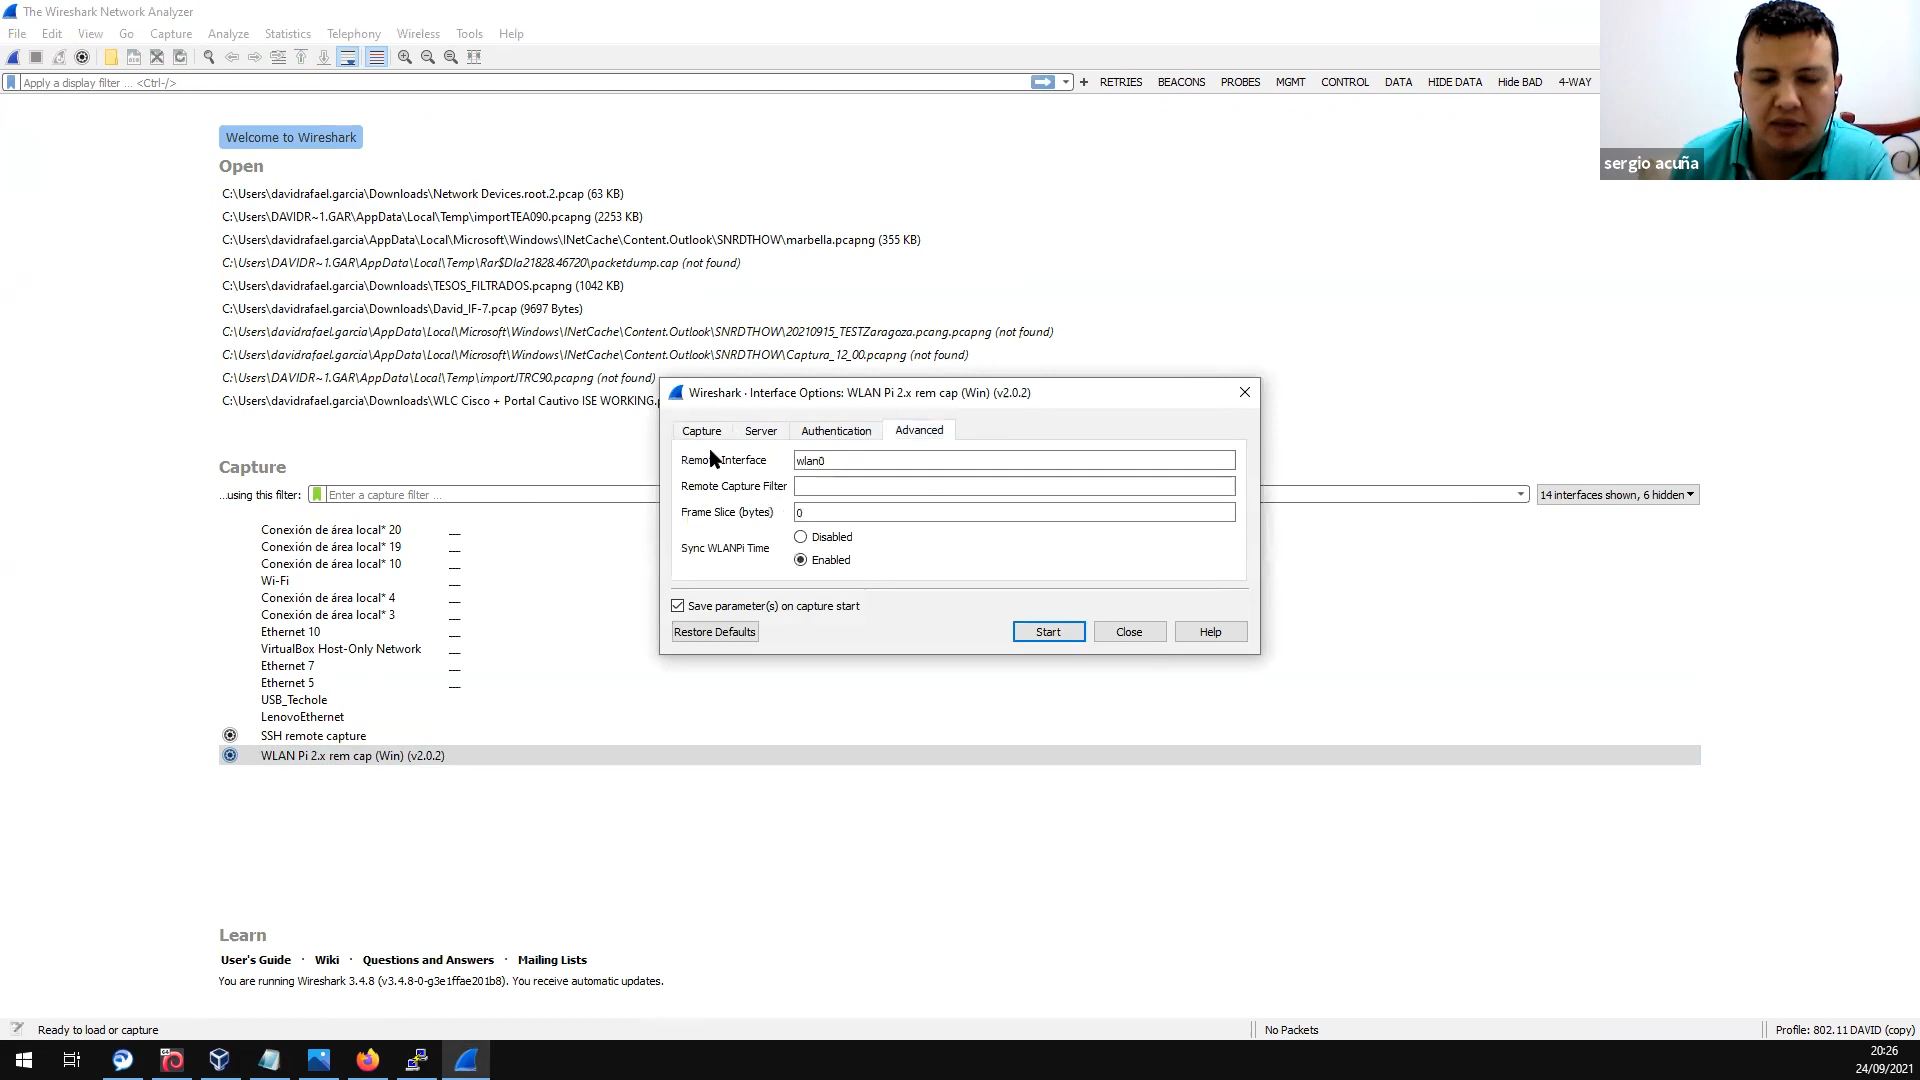 The Wireshark Network Analyzer
File Edit View Go Capture Analyze Statistics Telephony Wireless Tools Help
Apply a display filter ... <Ctrl-/>
+ RETRIES BEACONS PROBES MGMT CONTROL DATA HIDE DATA Hide BAD 4-WAY
sergio acuña
Welcome to Wireshark
Open
C:\Users\davidrafael.garcia\Downloads\Network Devices.root.2.pcap (63 KB)
C:\Users\DAVIDR~1.GAR\AppData\Local\Temp\importTEA090.pcapng (2253 KB)
C:\Users\davidrafael.garcia\AppData\Local\Microsoft\Windows\INetCache\Content.Outlook\SNRDTHOW\marbella.pcapng (355 KB)
C:\Users\DAVIDR~1.GAR\AppData\Local\Temp\Rar$DIa21828.46720\packetdump.cap (not found)
C:\Users\davidrafael.garcia\Downloads\TESOS_FILTRADOS.pcapng (1042 KB)
C:\Users\davidrafael.garcia\Downloads\David_IF-7.pcap (9697 Bytes)
C:\Users\davidrafael.garcia\AppData\Local\Microsoft\Windows\INetCache\Content.Outlook\SNRDTHOW\20210915_TESTZaragoza.pcang.pcapng (not found)
C:\Users\davidrafael.garcia\AppData\Local\Microsoft\Windows\INetCache\Content.Outlook\SNRDTHOW\Captura_12_00.pcapng (not found)
C:\Users\DAVIDR~1.GAR\AppData\Local\Temp\importJTRC90.pcapng (not found)
C:\Users\davidrafael.garcia\Downloads\WLC Cisco + Portal Cautivo ISE WORKING.
Wireshark · Interface Options: WLAN Pi 2.x rem cap (Win) (v2.0.2)
Capture Server Authentication Advanced
Remote Interface wlan0
Remote Capture Filter
Frame Slice (bytes) 0
Sync WLANPi Time
Disabled
Enabled
Save parameter(s) on capture start
Restore Defaults Start Close Help
Capture
...using this filter: Enter a capture filter ... 14 interfaces shown, 6 hidden
Conexión de área local* 20
Conexión de área local* 19
Conexión de área local* 10
Wi-Fi
Conexión de área local* 4
Conexión de área local* 3
Ethernet 10
VirtualBox Host-Only Network
Ethernet 7
Ethernet 5
USB_Techole
LenovoEthernet
SSH remote capture
WLAN Pi 2.x rem cap (Win) (v2.0.2)
Learn
User's Guide · Wiki · Questions and Answers · Mailing Lists
You are running Wireshark 3.4.8 (v3.4.8-0-g3e1ffae201b8). You receive automatic updates.
Ready to load or capture No Packets Profile: 802.11 DAVID (copy)
20:26
24/09/2021